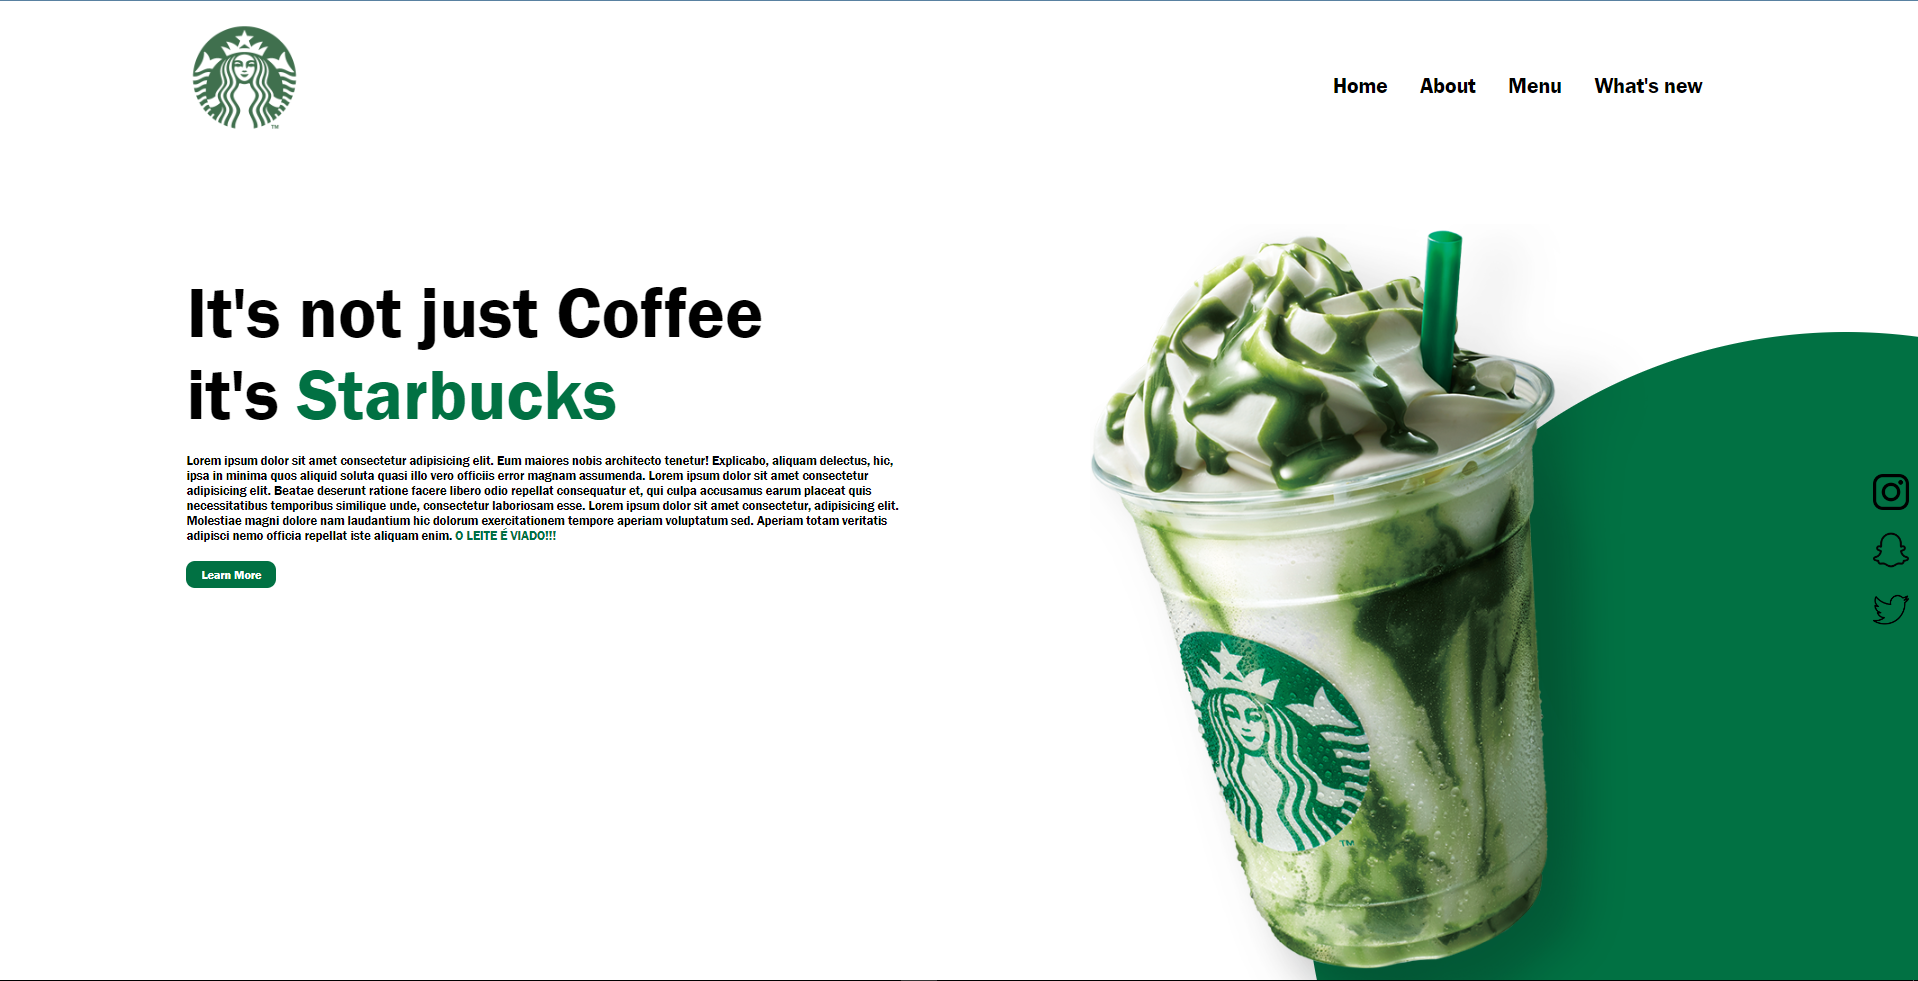 Home About Menu What's new
It's not just Coffee
it's Starbucks
Lorem ipsum dolor sit amet consectetur adipisicing elit. Eum maiores nobis architecto tenetur! Explicabo, aliquam delectus, hic,
ipsa in minima quos aliquid soluta quasi illo vero officiis error magnam assumenda. Lorem ipsum dolor sit amet consectetur
adipisicing elit. Beatae deserunt ratione facere libero odio repellat consequatur et, qui culpa accusamus earum placeat quis
necessitatibus temporibus similique unde, consectetur laboriosam esse. Lorem ipsum dolor sit amet consectetur, adipisicing elit.
Molestiae magni dolore nam laudantium hic dolorum exercitationem tempore aperiam voluptatum sed. Aperiam totam veritatis
adipisci nemo officia repellat iste aliquam enim. O LEITE É VIADO!!!
Learn More
TM
TM